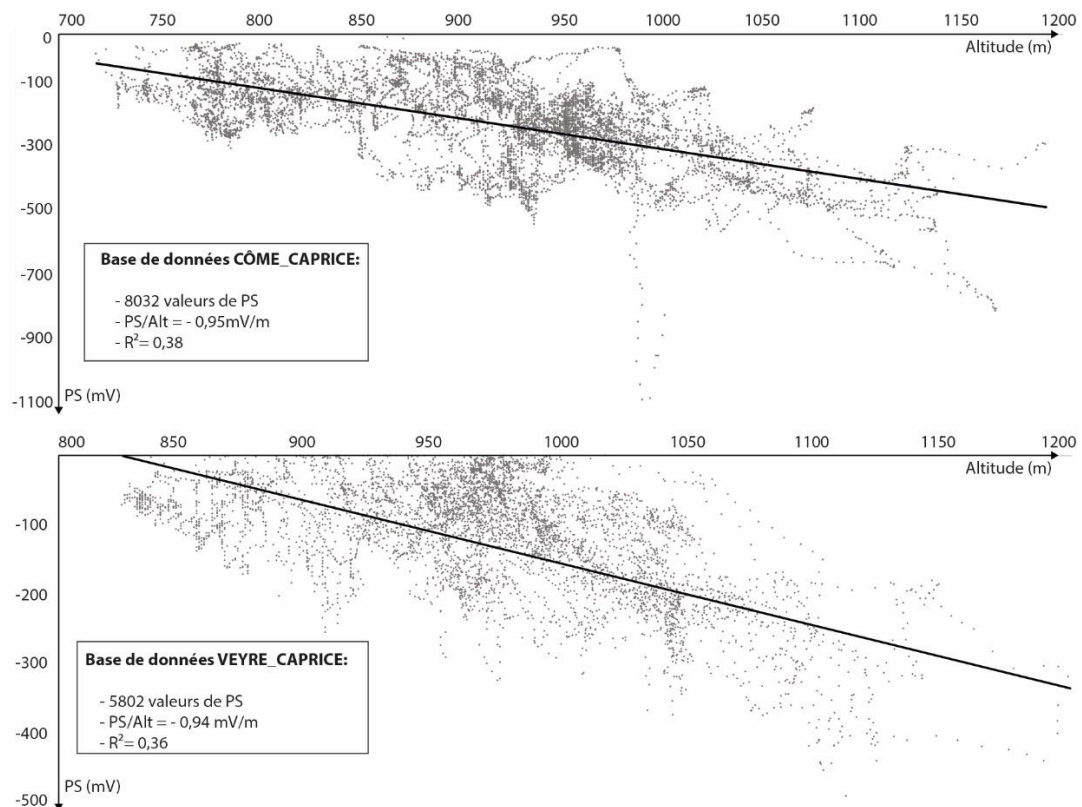 700 750 800 850 900 950 1000 1050 1100 1150 1200
0
Altitude (m)
-100
-300
-500
Base de données CÔME_CAPRICE:
-700
- 8032 valeurs de PS
- PS/Alt = - 0,95mV/m
-900
- R²= 0,38
-1100
PS (mV)
800 850 900 950 1000 1050 1100 1150 1200
Altitude (m)
-100
-200
-300
Base de données VEYRE_CAPRICE:
- 5802 valeurs de PS
-400
- PS/Alt = - 0,94 mV/m
- R²= 0,36
-500
PS (mV)